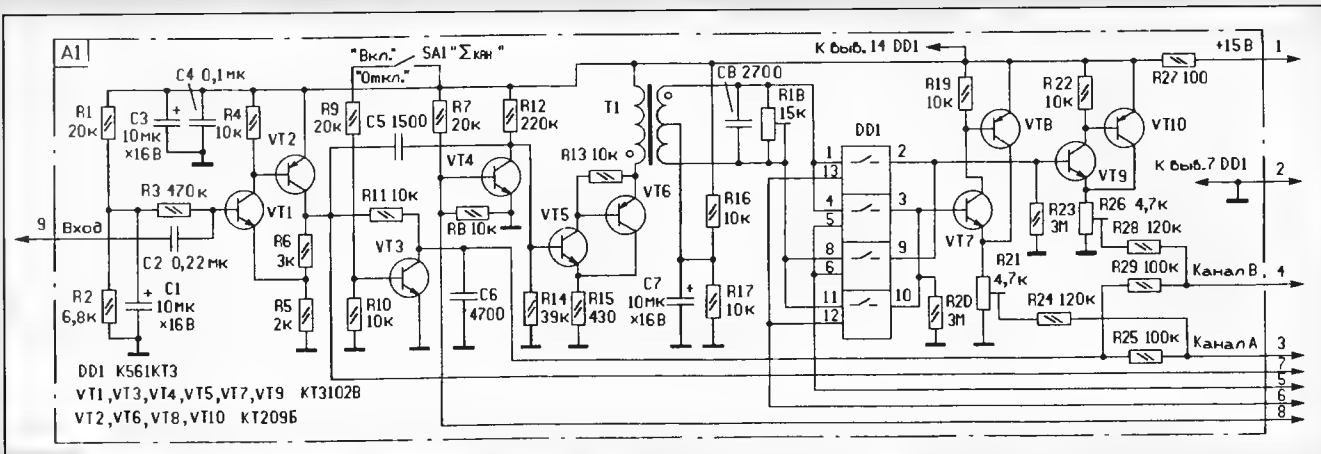 A1
"Вкл."
SA1 "Σкан"
"Откл."
К выв. 14 DD1
+15В
1
R1
20к
C3
10мк
×16В
C4 0,1мк
R4
10к
VT2
R3 470к
VT1
9
Вход
C2 0,22мк
R2
6,8к
C1
10мк
×16В
R6
3к
R5
2к
R9
20к
C5 1500
R11 10к
VT3
R10
10к
C6
4700
R7
20к
R12
220к
VT4
R8 10к
R13 10к
VT5
VT6
R14
39к
R15
430
T1
C8 2700
R18
15к
R16
10к
C7
10мк
×16В
R17
10к
DD1
1
13
4
5
8
6
11
12
2
3
9
10
R19
10к
VT8
VT7
R20
3М
R21
4,7к
R22
10к
VT10
VT9
R23
3М
R26 4,7к
R27 100
К выв.7 DD1
2
R28 120к
R29 100к
Канал В
4
R24 120к
R25 100к
Канал А
3
7
5
6
8
DD1 К561КТ3
VT1,VT3,VT4,VT5,VT7,VT9 КТ3102В
VT2,VT6,VT8,VT10 КТ209Б